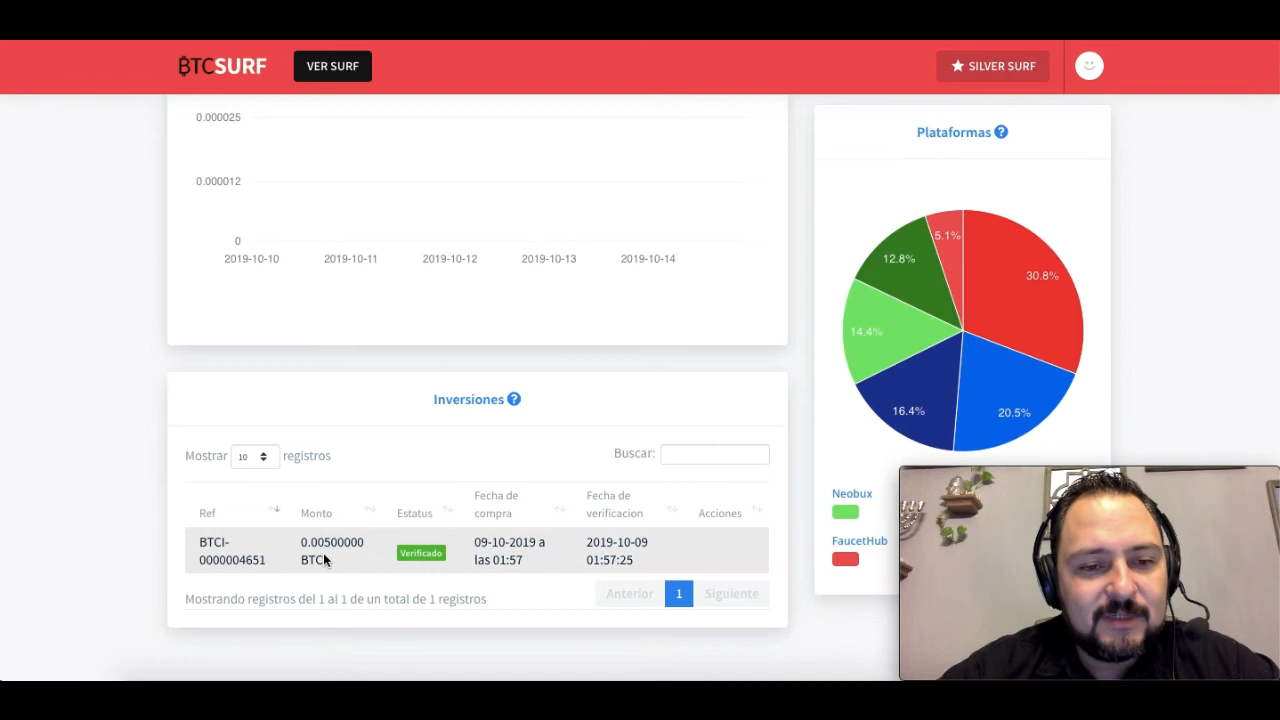 BTCSURF VER SURF SILVER SURF
0.000025
0.000012
0
2019-10-10 2019-10-11 2019-10-12 2019-10-13 2019-10-14
Plataformas
30.8%
20.5%
16.4%
14.4%
12.8%
5.1%
Neobux
FaucetHub
Inversiones
Mostrar 10 registros Buscar:
Ref Monto Estatus Fecha de compra Fecha de verificacion Acciones
BTCI-0000004651 0.00500000 BTC Verificado 09-10-2019 a las 01:57 2019-10-09 01:57:25
Mostrando registros del 1 al 1 de un total de 1 registros Anterior 1 Siguiente